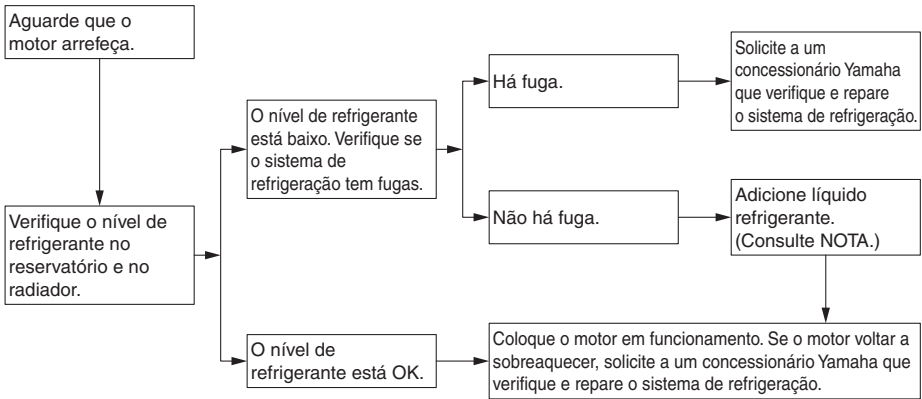 Aguarde que o
motor arrefeça.
Verifique o nível de
refrigerante no
reservatório e no
radiador.
O nível de refrigerante
está baixo. Verifique se
o sistema de
refrigeração tem fugas.
Há fuga.
Solicite a um
concessionário Yamaha
que verifique e repare
o sistema de refrigeração.
Não há fuga.
Adicione líquido
refrigerante.
(Consulte NOTA.)
O nível de
refrigerante está OK.
Coloque o motor em funcionamento. Se o motor voltar a
sobreaquecer, solicite a um concessionário Yamaha que
verifique e repare o sistema de refrigeração.